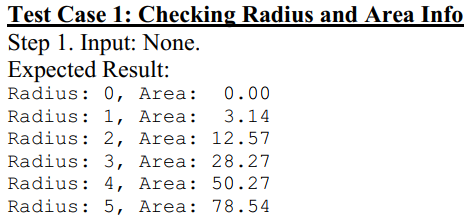 Test Case 1: Checking Radius and Area Info
Step 1. Input: None.
Expected Result:
Radius: 0, Area:  0.00
Radius: 1, Area:  3.14
Radius: 2, Area: 12.57
Radius: 3, Area: 28.27
Radius: 4, Area: 50.27
Radius: 5, Area: 78.54